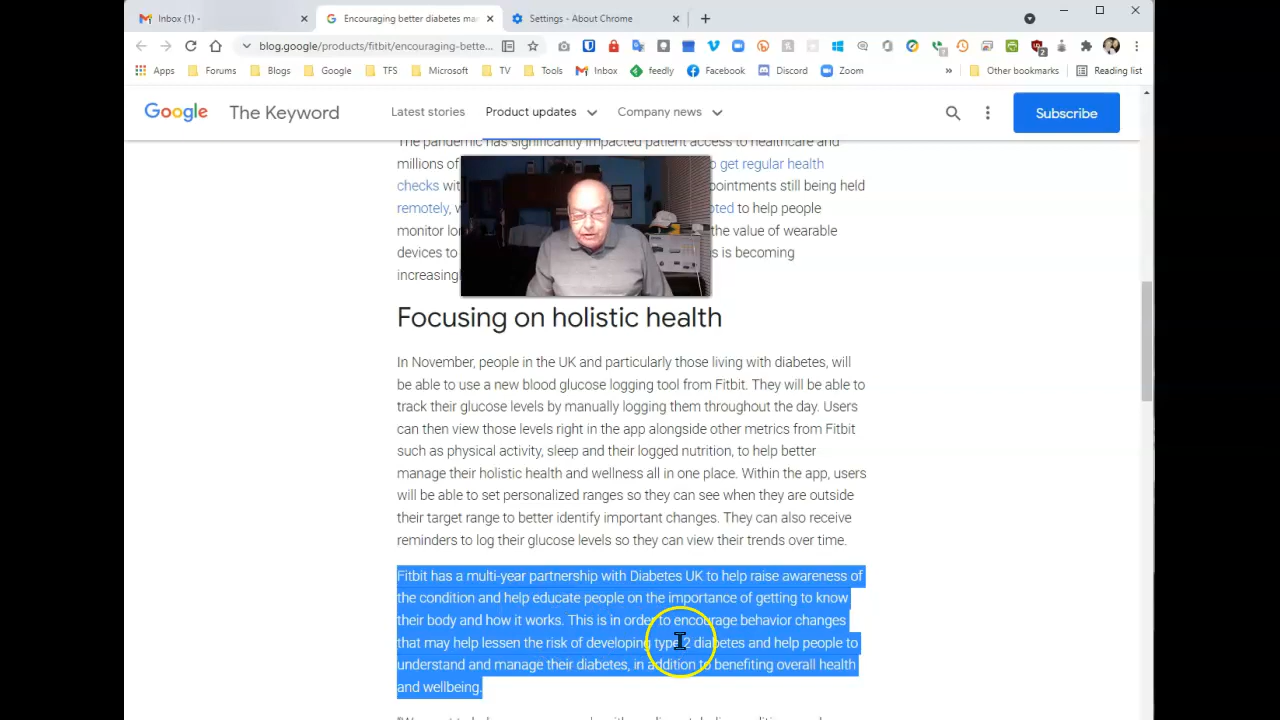 Inbox (1) -
Encouraging better diabetes ma
Settings - About Chrome
blog.google/products/fitbit/encouraging-bette...
Apps
Forums
Blogs
Google
TFS
Microsoft
TV
Tools
Inbox
feedly
Facebook
Discord
Zoom
»
Other bookmarks
Reading list
Google The Keyword
Latest stories
Product updates
Company news
Subscribe
The pandemic has significantly impacted patient access to healthcare and
millions of
get regular health
checks wit
pointments still being held
remotely, w
to help people
monitor lo
the value of wearable
devices to
s is becoming
increasing
Focusing on holistic health
In November, people in the UK and particularly those living with diabetes, will
be able to use a new blood glucose logging tool from Fitbit. They will be able to
track their glucose levels by manually logging them throughout the day. Users
can then view those levels right in the app alongside other metrics from Fitbit
such as physical activity, sleep and their logged nutrition, to help better
manage their holistic health and wellness all in one place. Within the app, users
will be able to set personalized ranges so they can see when they are outside
their target range to better identify important changes. They can also receive
reminders to log their glucose levels so they can view their trends over time.
Fitbit has a multi-year partnership with Diabetes UK to help raise awareness of
the condition and help educate people on the importance of getting to know
their body and how it works. This is in order to encourage behavior changes
that may help lessen the risk of developing type 2 diabetes and help people to
understand and manage their diabetes, in addition to benefiting overall health
and wellbeing.